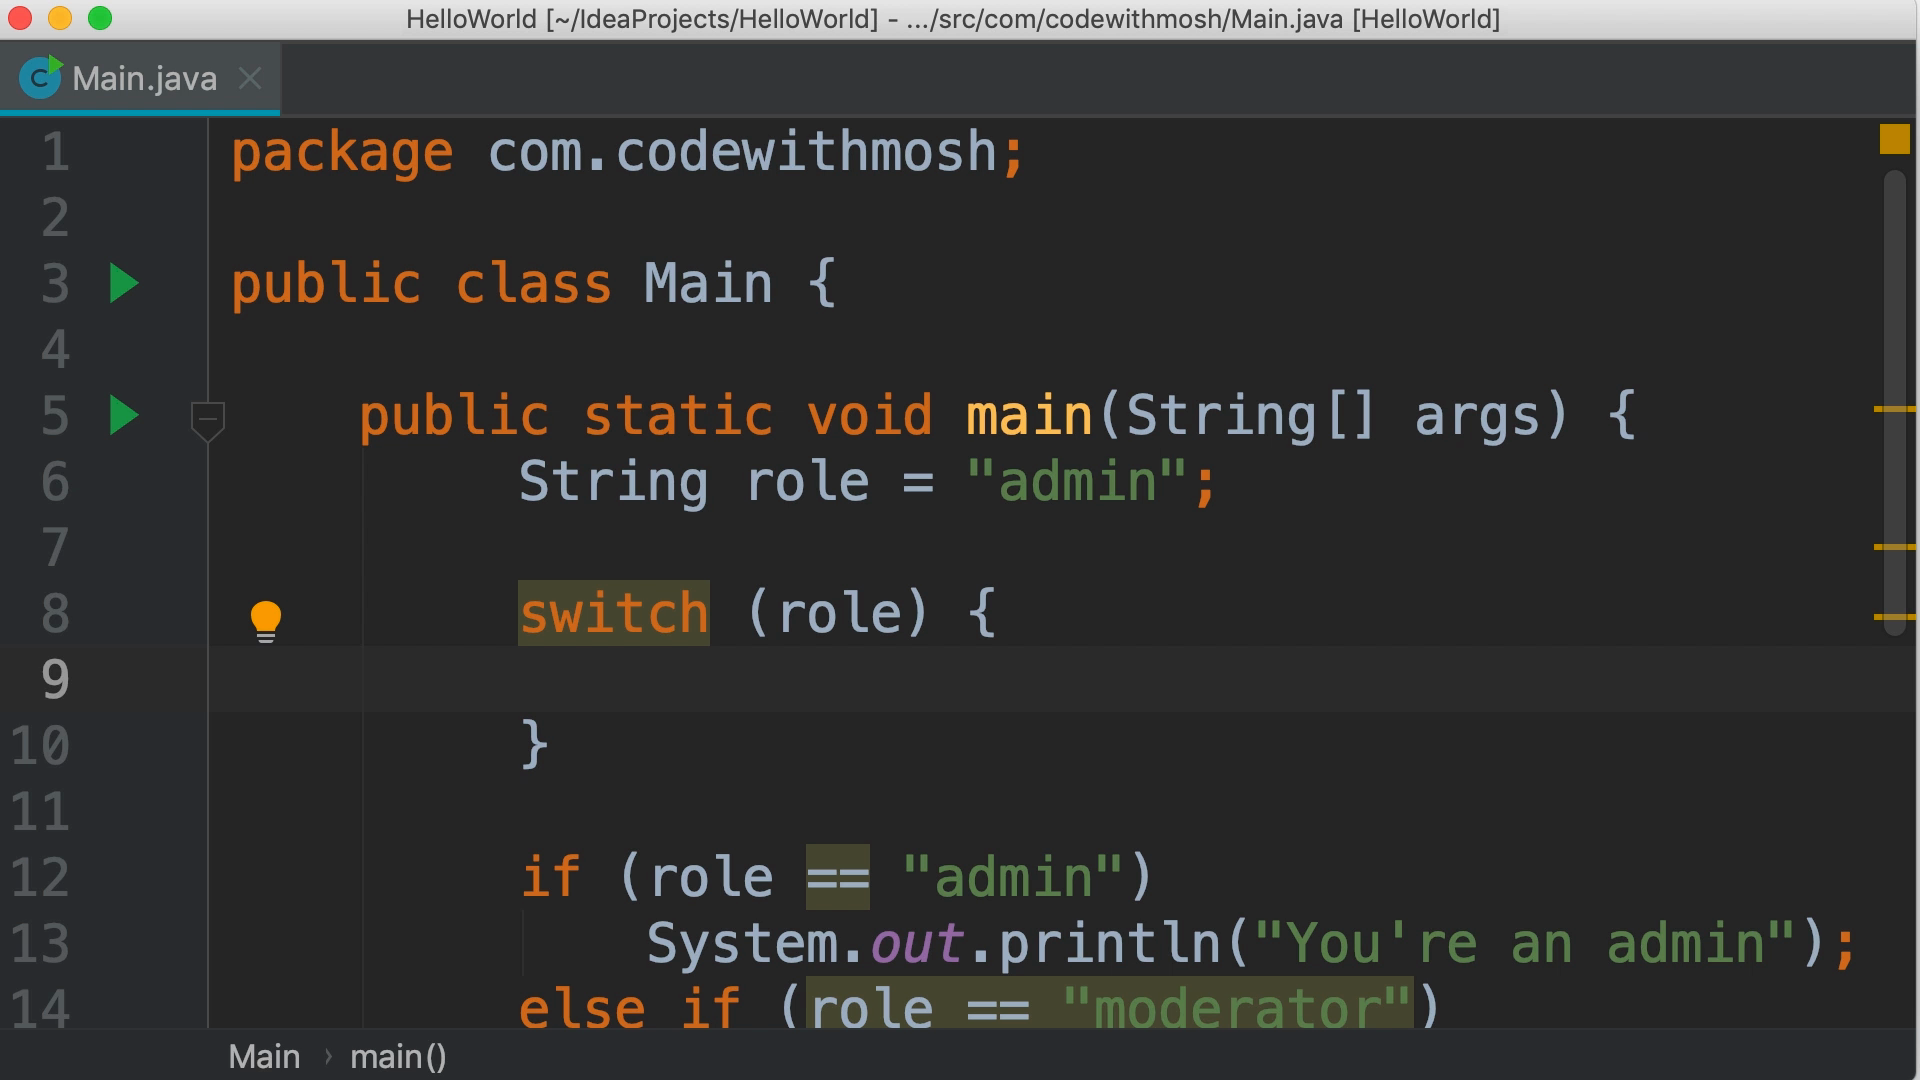 HelloWorld [~/IdeaProjects/HelloWorld] - .../src/com/codewithmosh/Main.java [HelloWorld]
C Main.java
1 package com.codewithmosh;
2
3 public class Main {
4
5 public static void main(String[] args) {
6 String role = "admin";
7
8 switch (role) {
9
10 }
11
12 if (role == "admin")
13 System.out.println("You're an admin");
14 else if (role == "moderator")
Main › main()